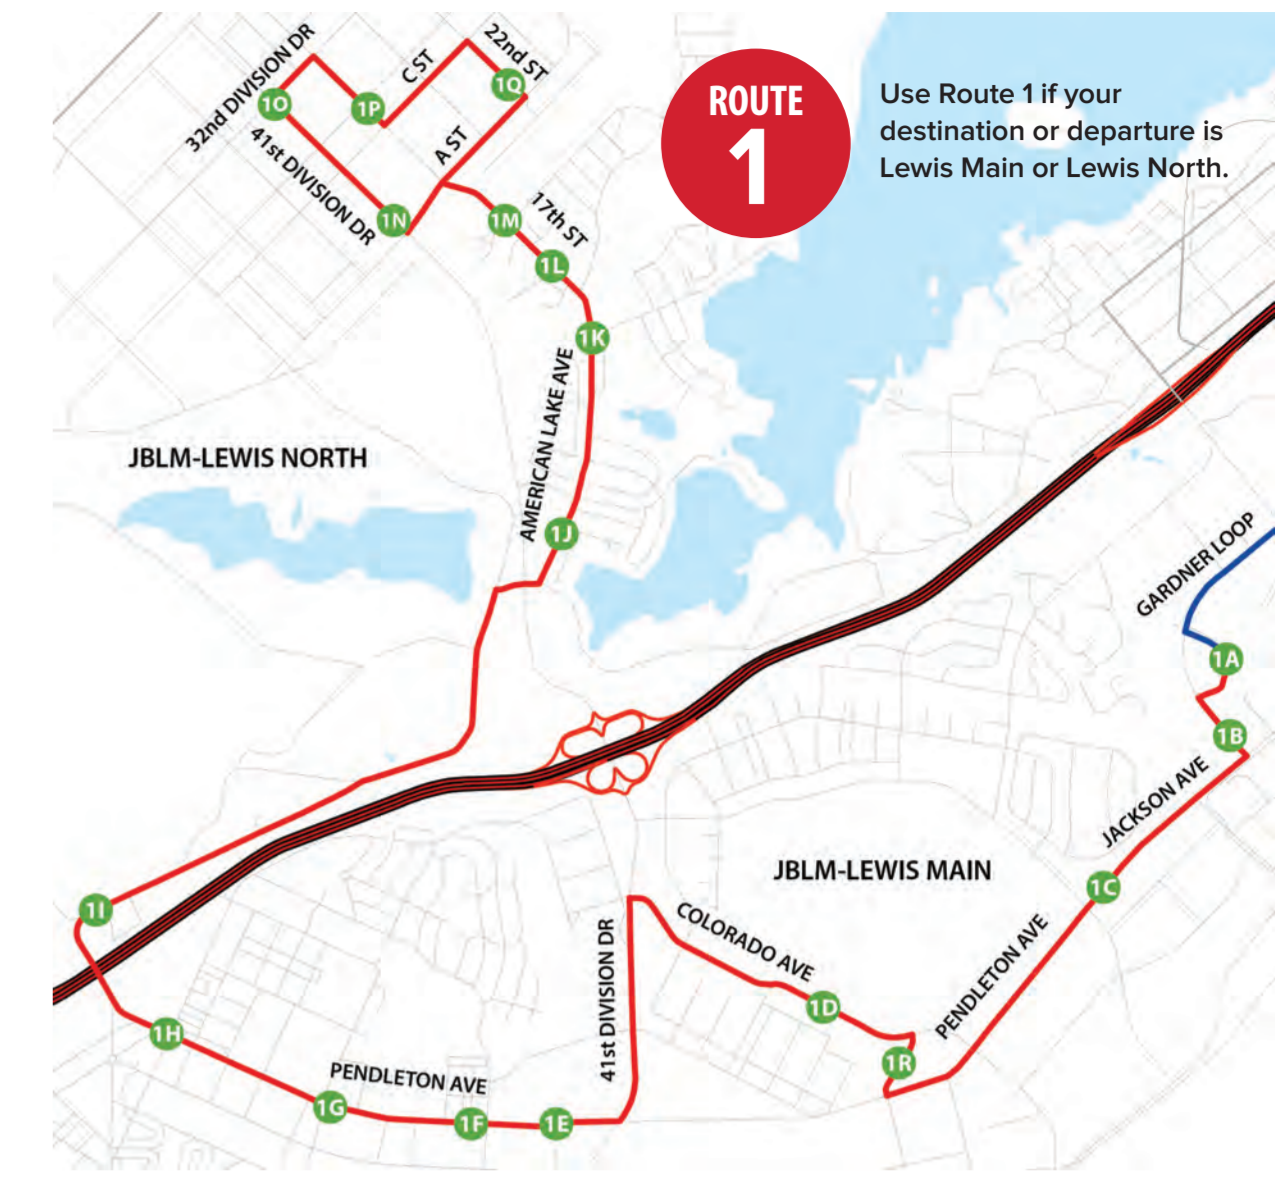 22nd ST
32nd DIVISION DR
C ST
1Q
1O
1P
A ST
41st DIVISION DR
1N
1M
17th ST
1L
1K
ROUTE
1
Use Route 1 if your
destination or departure is
Lewis Main or Lewis North.
AMERICAN LAKE AVE
JBLM-LEWIS NORTH
1J
GARDNER LOOP
1A
1B
JACKSON AVE
JBLM-LEWIS MAIN
1C
1I
COLORADO AVE
PENDLETON AVE
41st DIVISION DR
1D
1H
1R
PENDLETON AVE
1G
1F
1E